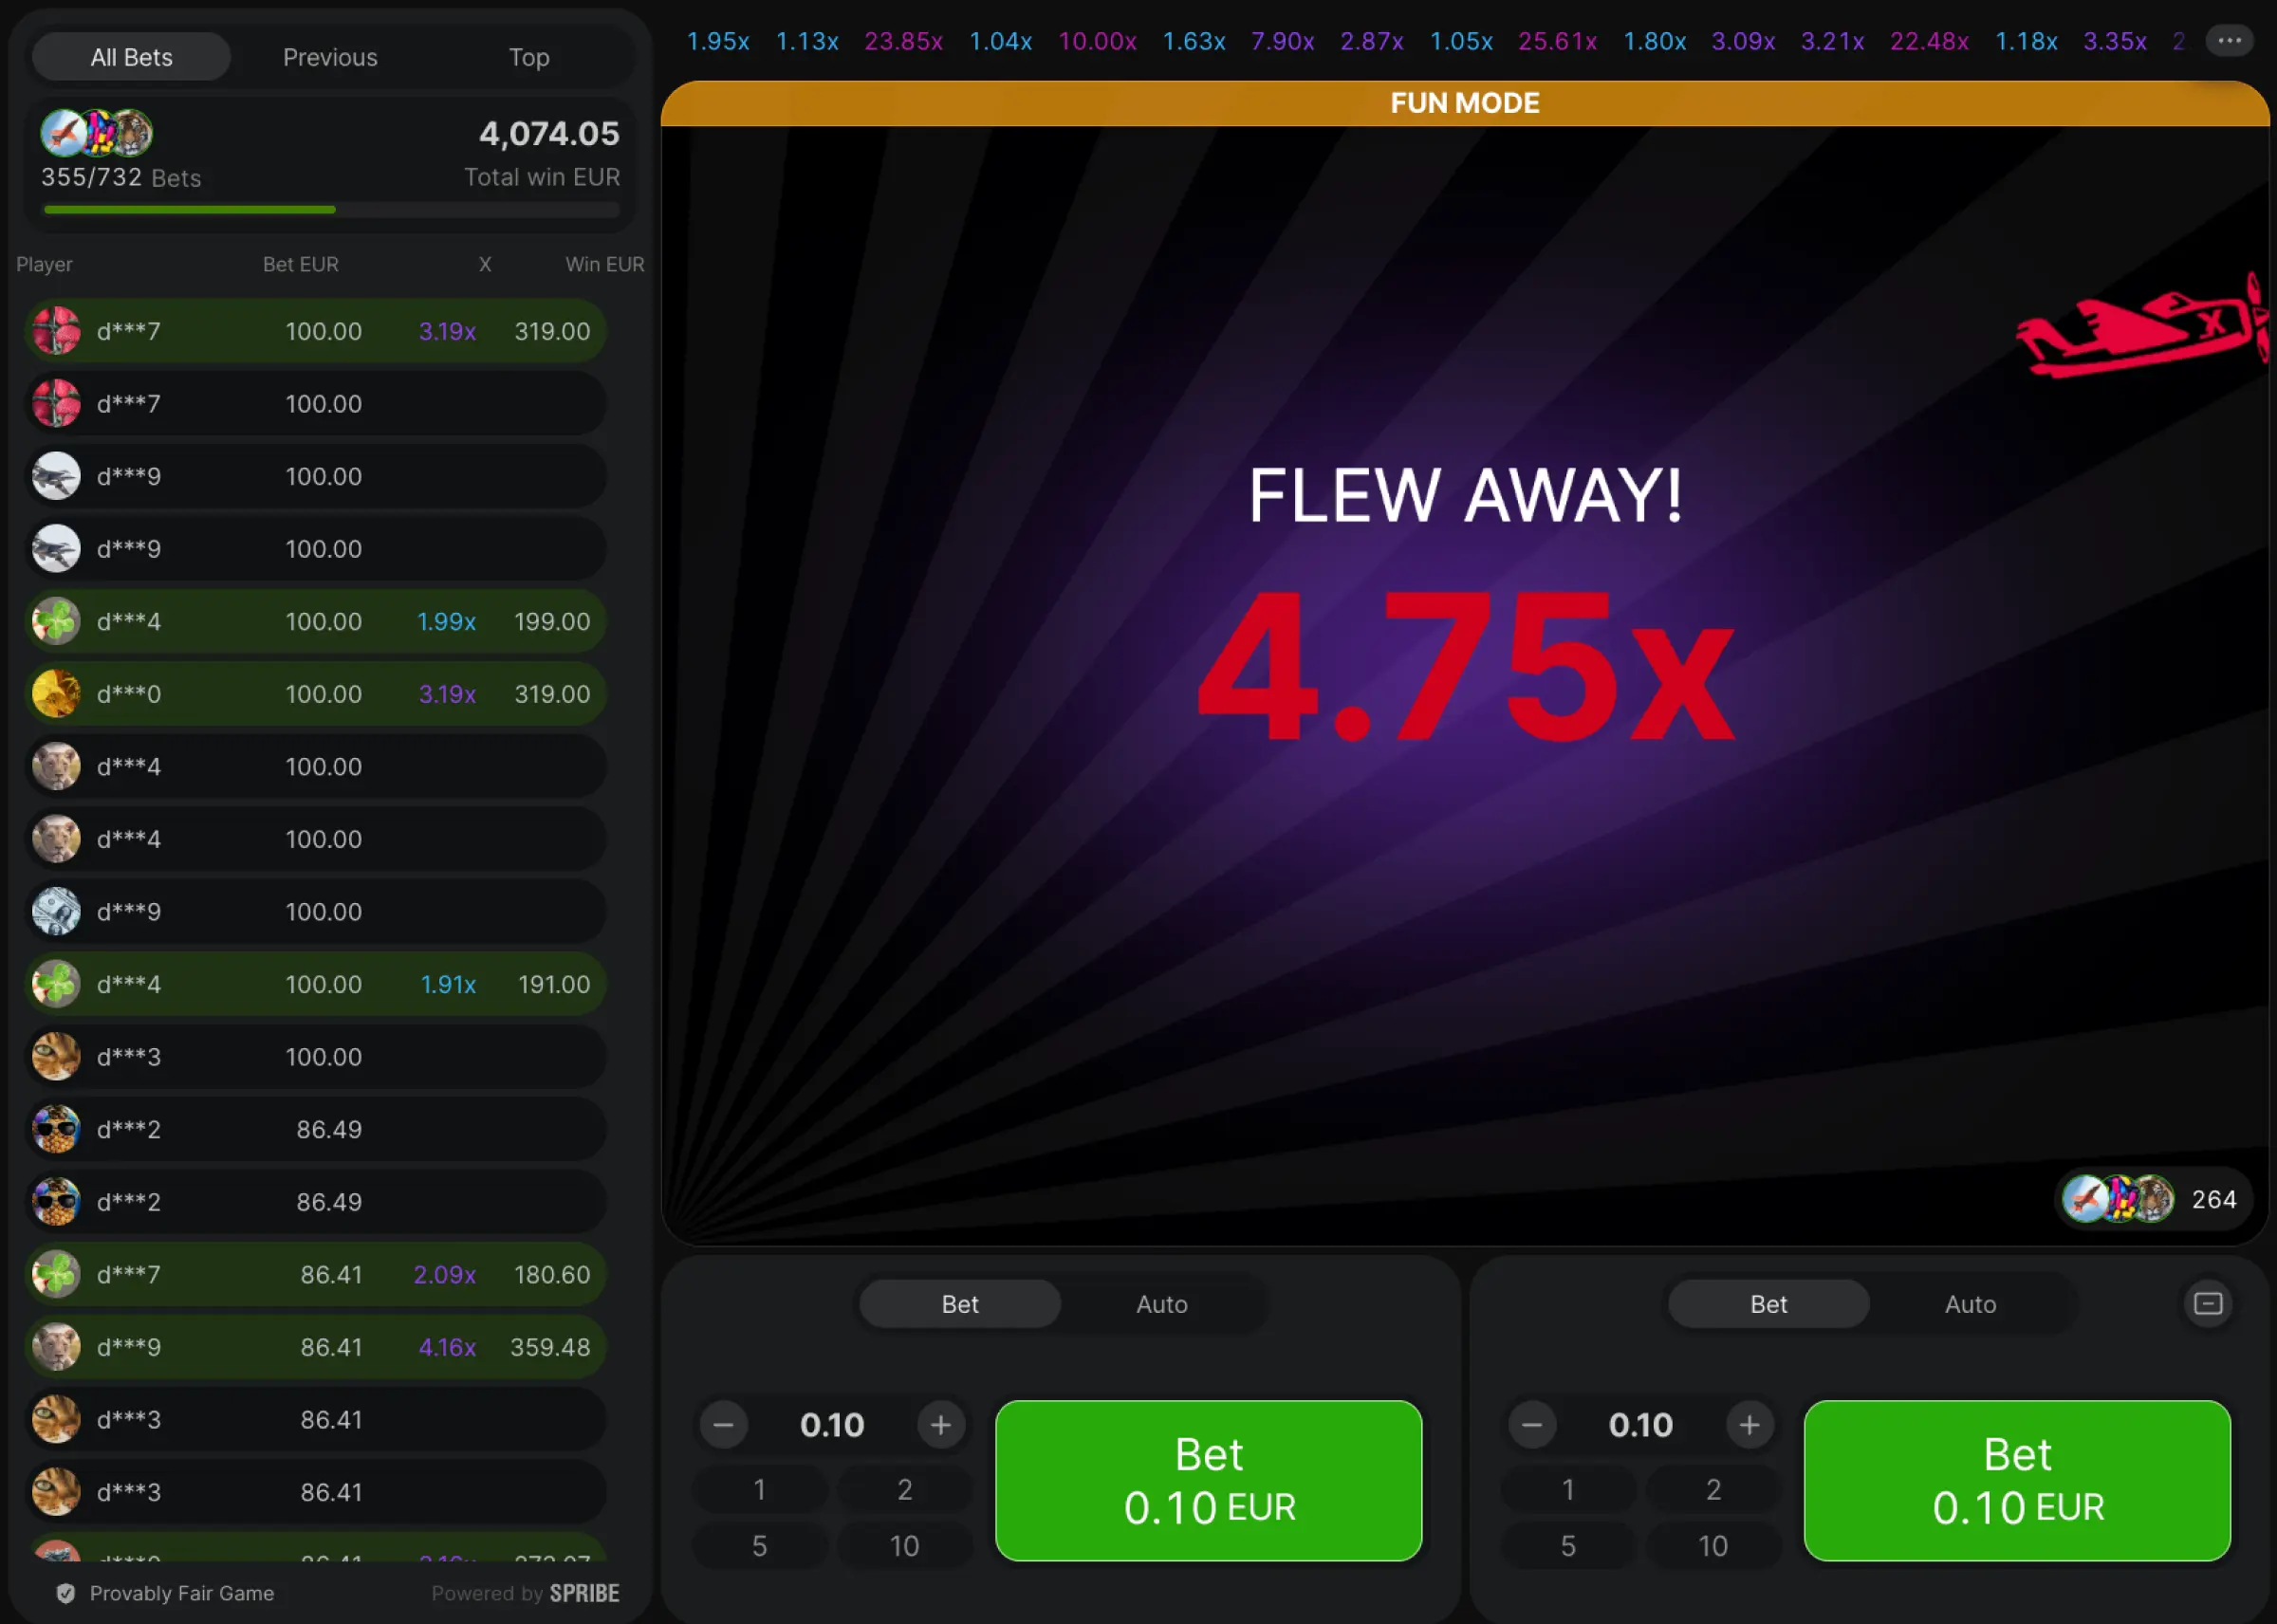 All Bets Previous Top
4,074.05
355/732 Bets Total win EUR
Player Bet EUR X Win EUR
d***7 100.00 3.19x 319.00
d***7 100.00
d***9 100.00
d***9 100.00
d***4 100.00 1.99x 199.00
d***0 100.00 3.19x 319.00
d***4 100.00
d***4 100.00
d***9 100.00
d***4 100.00 1.91x 191.00
d***3 100.00
d***2 86.49
d***2 86.49
d***7 86.41 2.09x 180.60
d***9 86.41 4.16x 359.48
d***3 86.41
d***3 86.41
Provably Fair Game Powered by SPRIBE
1.95x 1.13x 23.85x 1.04x 10.00x 1.63x 7.90x 2.87x 1.05x 25.61x 1.80x 3.09x 3.21x 22.48x 1.18x 3.35x 2
FUN MODE
X
FLEW AWAY!
4.75x
264
Bet Auto
0.10
1 2
5 10
Bet
0.10 EUR
Bet Auto
0.10
1 2
5 10
Bet
0.10 EUR